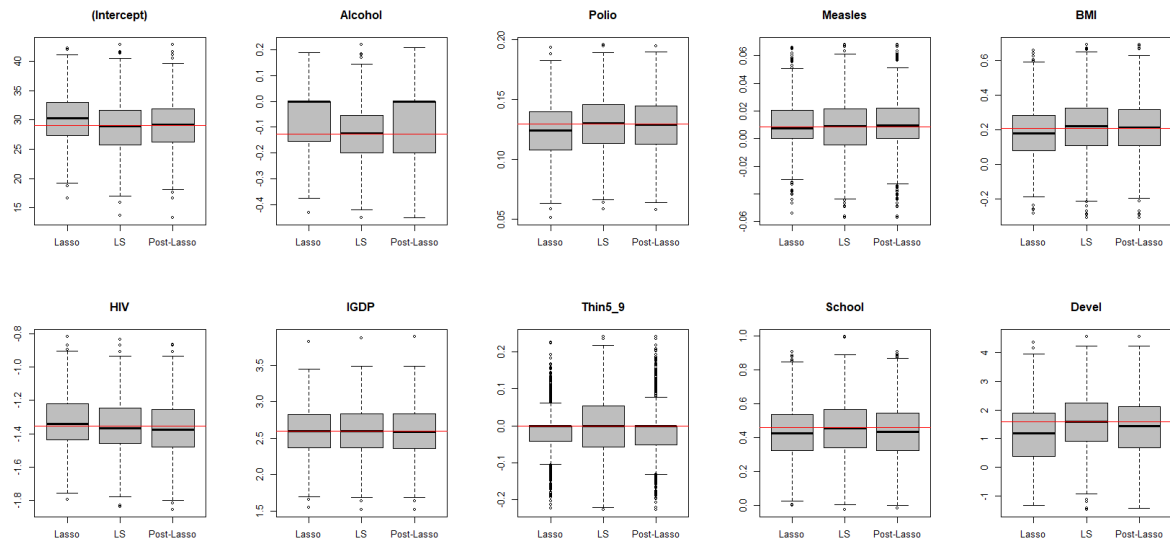 (Intercept)
40
35
30
25
20
15
Lasso LS Post-Lasso
Alcohol
0.2
0.1
0.0
-0.1
-0.2
-0.3
-0.4
Lasso LS Post-Lasso
Polio
0.20
0.15
0.10
0.05
Lasso LS Post-Lasso
Measles
0.06
0.04
0.02
0.00
-0.02
-0.06
Lasso LS Post-Lasso
BMI
0.6
0.4
0.2
0.0
-0.2
Lasso LS Post-Lasso
HIV
-0.8
-1.0
-1.2
-1.4
-1.6
-1.8
Lasso LS Post-Lasso
IGDP
3.5
3.0
2.5
2.0
1.5
Lasso LS Post-Lasso
Thin5_9
0.2
0.1
0.0
-0.1
-0.2
Lasso LS Post-Lasso
School
1.0
0.8
0.6
0.4
0.2
0.0
Lasso LS Post-Lasso
Devel
4
3
2
1
0
-1
Lasso LS Post-Lasso